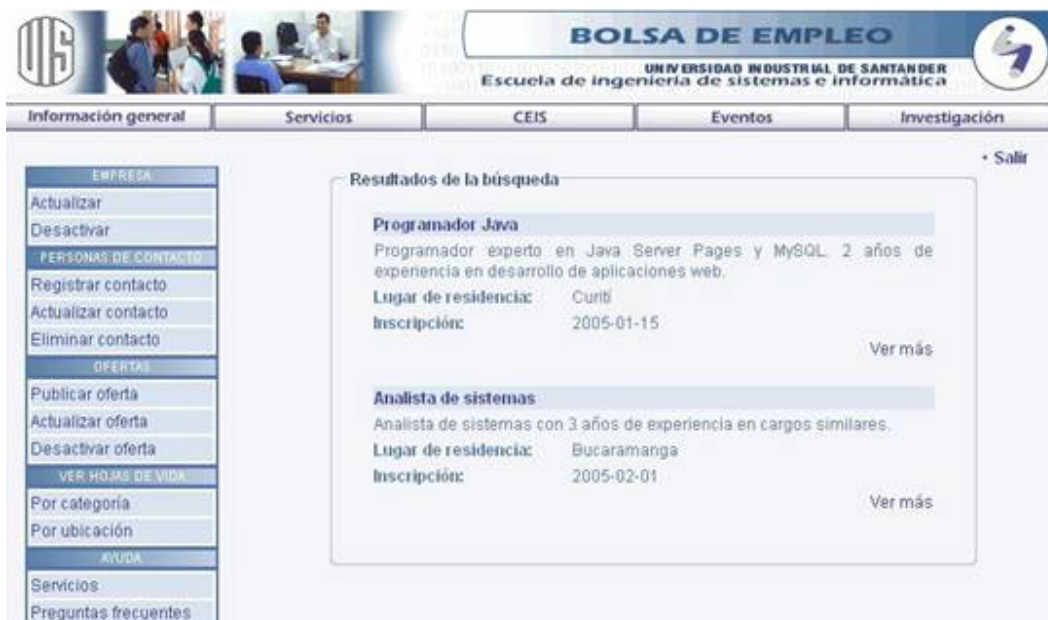 UIS
BOLSA DE EMPLEO
UNIVERSIDAD INDUSTRIAL DE SANTANDER
Escuela de ingeniería de sistemas e informática
Información general
Servicios
CEIS
Eventos
Investigación
• Salir
EMPRESA
Actualizar
Desactivar
PERSONAS DE CONTACTO
Registrar contacto
Actualizar contacto
Eliminar contacto
OFERTAS
Publicar oferta
Actualizar oferta
Desactivar oferta
VER HOJAS DE VIDA
Por categoría
Por ubicación
AYUDA
Servicios
Preguntas frecuentes
Resultados de la búsqueda
Programador Java
Programador experto en Java Server Pages y MySQL. 2 años de
experiencia en desarrollo de aplicaciones web.
Lugar de residencia: Curití
Inscripción: 2005-01-15
Ver más
Analista de sistemas
Analista de sistemas con 3 años de experiencia en cargos similares.
Lugar de residencia: Bucaramanga
Inscripción: 2005-02-01
Ver más